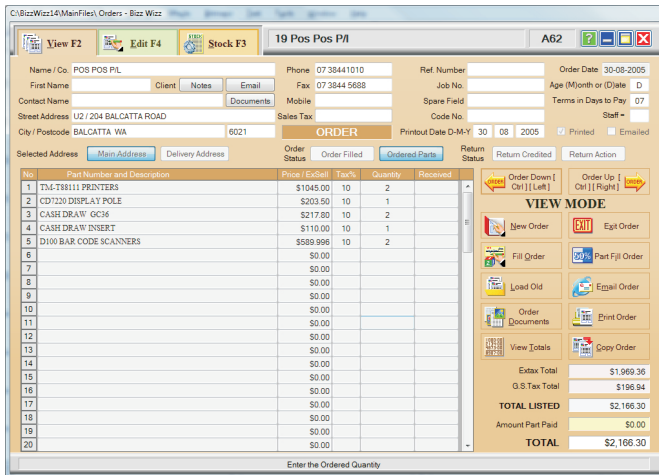 C:\BizzWizz14\MainFiles\ Orders - Bizz Wizz
View F2 Edit F4 Stock F3 19 Pos Pos P/l A62
Name / Co. POS POS P/L Phone 07 38441010 Ref. Number Order Date 30-08-2005
First Name Client Notes Email Fax 07 3844 5688 Job No. Age (M)onth or (D)ate D
Contact Name Documents Mobile Spare Field Terms in Days to Pay 07
Street Address U2 / 204 BALCATTA ROAD Sales Tax Code No. Staff =
City / Postcode BALCATTA WA 6021 ORDER Printout Date D-M-Y 30 08 2005 Printed Emailed
Selected Address Main Address Delivery Address Order Status Order Filled Ordered Parts Return Status Return Credited Return Action
No Part Number and Description Price / ExSell Tax% Quantity Received
1 TM-T88111 PRINTERS $1045.00 10 2
2 CD7220 DISPLAY POLE $203.50 10 1
3 CASH DRAW GC36 $217.80 10 2
4 CASH DRAW INSERT $110.00 10 1
5 D100 BAR CODE SCANNERS $589.996 10 2
6 $0.00
7 $0.00
8 $0.00
9 $0.00
10 $0.00
11 $0.00
12 $0.00
13 $0.00
14 $0.00
15 $0.00
16 $0.00
17 $0.00
18 $0.00
19 $0.00
20 $0.00
ORDER Order Down [ Ctrl ] [ Left ] Order Up [ Ctrl ] [ Right ] ORDER
VIEW MODE
New Order EXIT Exit Order
Fill Order 50% Part Fill Order
Load Old Email Order
Order Documents Print Order
View Totals Copy Order
Extax Total $1,969.36
G.S.Tax Total $196.94
TOTAL LISTED $2,166.30
Amount Part Paid $0.00
TOTAL $2,166.30
Enter the Ordered Quantity